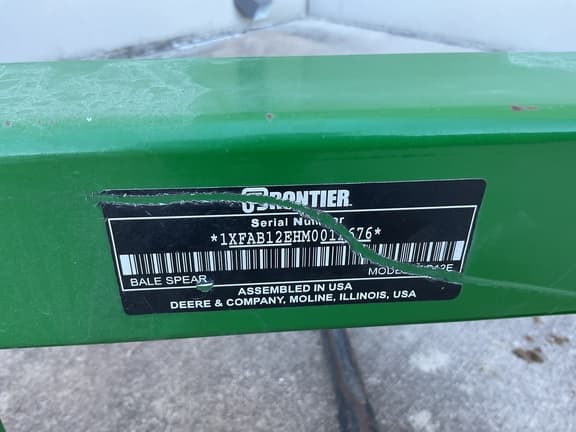 FRONTIER
Serial Number
BALE SPEAR
ASSEMBLED IN USA
DEERE & COMPANY, MOLINE, ILLINOIS, USA